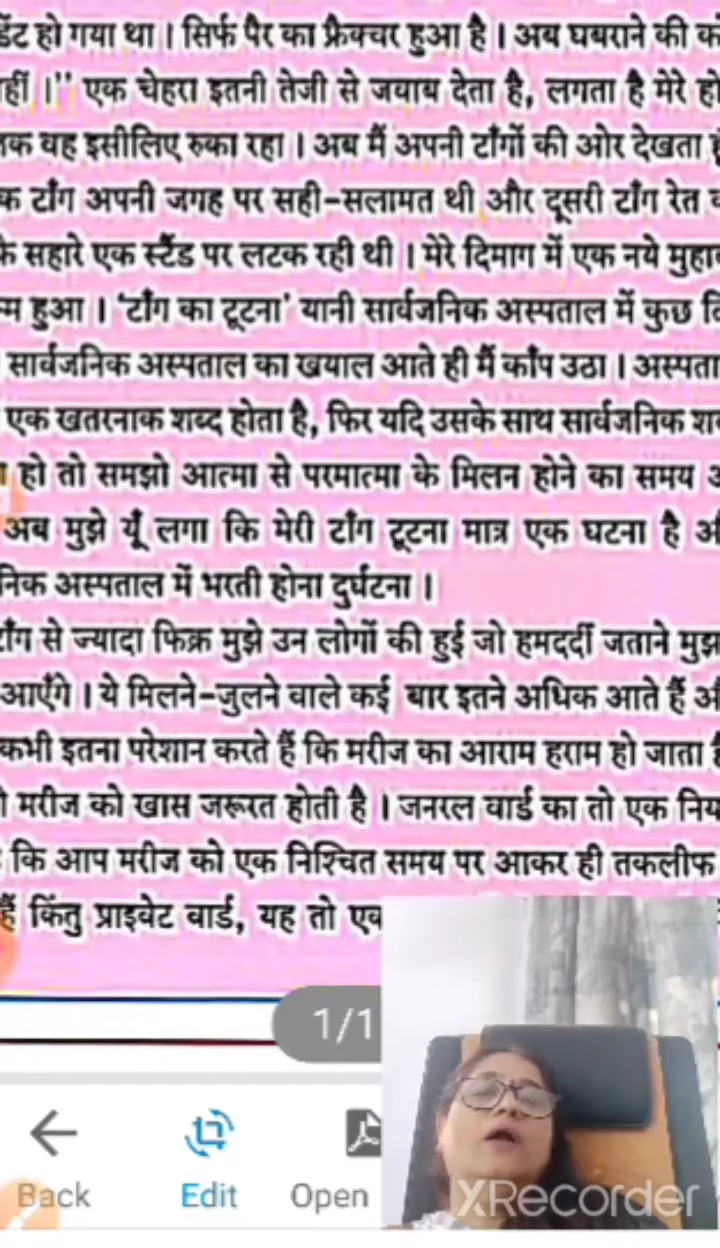 हो गया था । सिर्फ पैर का फ्रैक्चर हुआ है । अब घबराने की
एक चेहरा इतनी तेजी से जवाब देता है, लगता है मेरे
वह इसीलिए रुका रहा । अब मैं अपनी टाँगों की ओर देखता
टाँग अपनी जगह पर सही-सलामत थी और दूसरी टाँग रेत
के सहारे एक स्टैंड पर लटक रही थी । मेरे दिमाग में एक नये
हुआ । 'टाँग का टूटना' यानी सार्वजनिक अस्पताल में कुछ
सार्वजनिक अस्पताल का खयाल आते ही मैं काँप उठा ।
एक खतरनाक शब्द होता है, फिर यदि उसके साथ सार्वजनिक
हो तो समझो आत्मा से परमात्मा के मिलन होने का समय
अब मुझे यूँ लगा कि मेरी टाँग टूटना मात्र एक घटना है
अस्पताल में भरती होना दुर्घटना ।
से ज्यादा फिक्र मुझे उन लोगों की हुई जो हमदर्दी जताने
आएँगे । ये मिलने-जुलने वाले कई बार इतने अधिक आते हैं
कभी इतना परेशान करते हैं कि मरीज का आराम हराम हो जाता
मरीज को खास जरूरत होती है । जनरल वार्ड का तो एक
कि आप मरीज को एक निश्चित समय पर आकर ही तकलीफ
हैं किंतु प्राइवेट वार्ड, यह तो
1/1
Back Edit Open
XRecorder